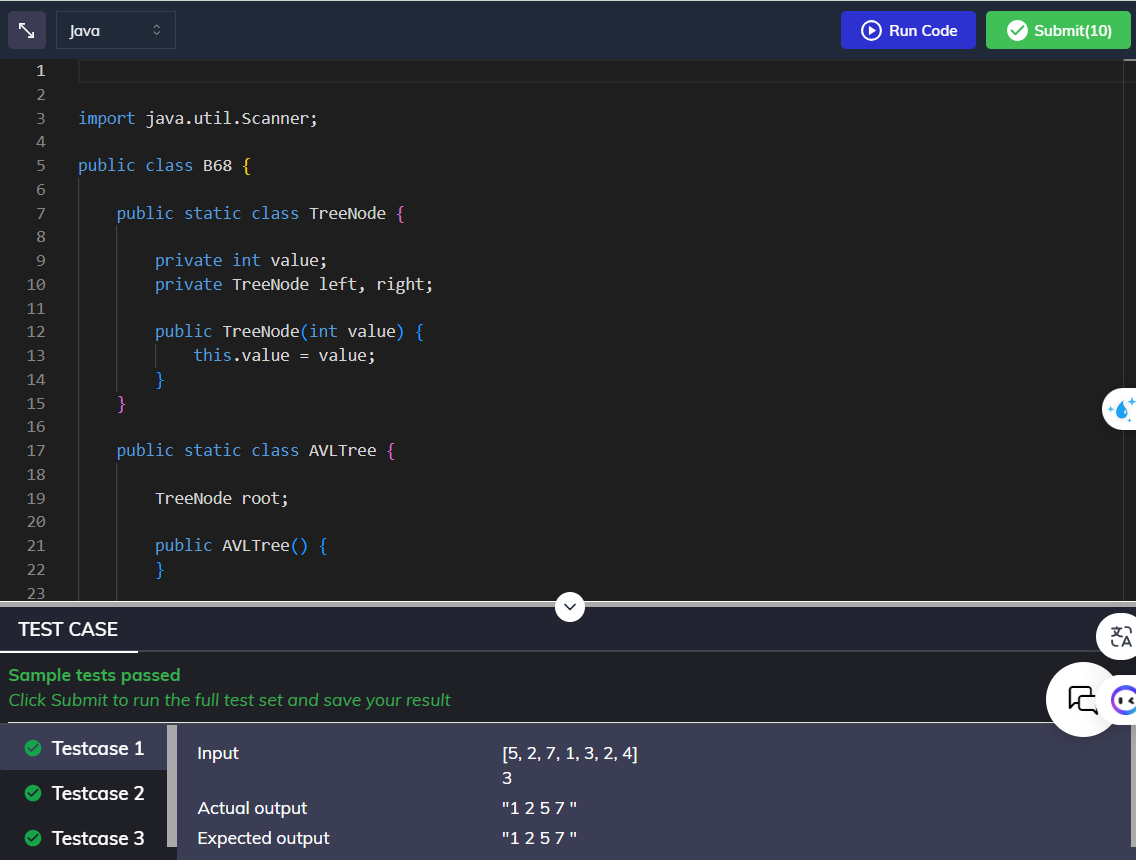 Java
Run Code
Submit(10)
1
2
3 import java.util.Scanner;
4
5 public class B68 {
6
7 public static class TreeNode {
8
9 private int value;
10 private TreeNode left, right;
11
12 public TreeNode(int value) {
13 this.value = value;
14 }
15 }
16
17 public static class AVLTree {
18
19 TreeNode root;
20
21 public AVLTree() {
22 }
23
TEST CASE
Sample tests passed
Click Submit to run the full test set and save your result
Testcase 1
Testcase 2
Testcase 3
Input [5, 2, 7, 1, 3, 2, 4]
3
Actual output "1 2 5 7 "
Expected output "1 2 5 7 "
文A